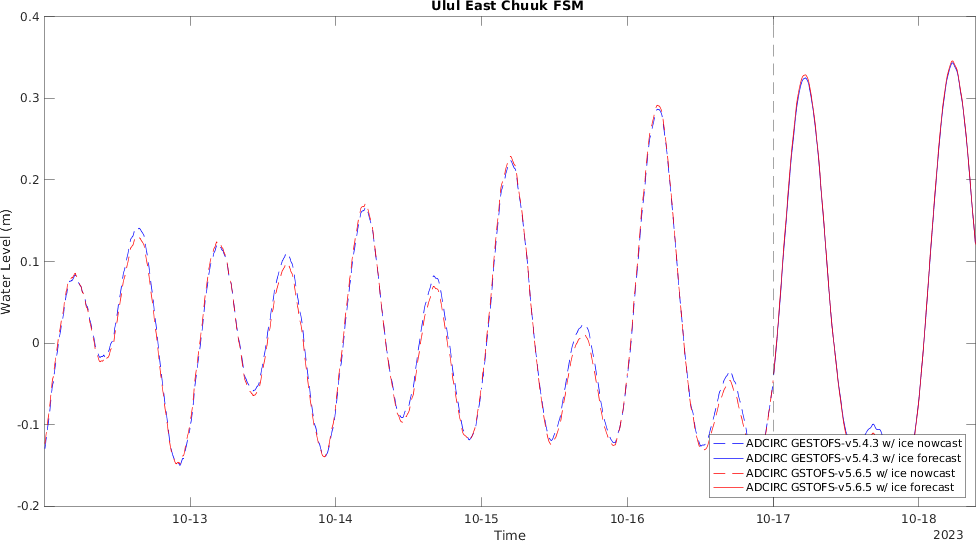 Ulul East Chuuk FSM
0.4
0.3
0.2
0.1
0
-0.1
-0.2
Water Level (m)
10-13
10-14
10-15
10-16
10-17
10-18
Time
2023
ADCIRC GESTOFS-v5.4.3 w/ ice nowcast
ADCIRC GESTOFS-v5.4.3 w/ ice forecast
ADCIRC GSTOFS-v5.6.5 w/ ice nowcast
ADCIRC GSTOFS-v5.6.5 w/ ice forecast